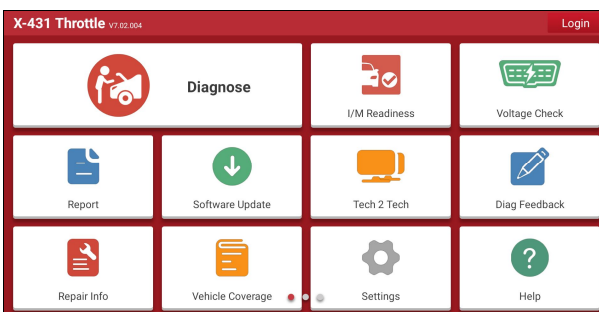 X-431 Throttle V7.02.004
Login
Diagnose
I/M Readiness
Voltage Check
Report
Software Update
Tech 2 Tech
Diag Feedback
Repair Info
Vehicle Coverage
Settings
Help